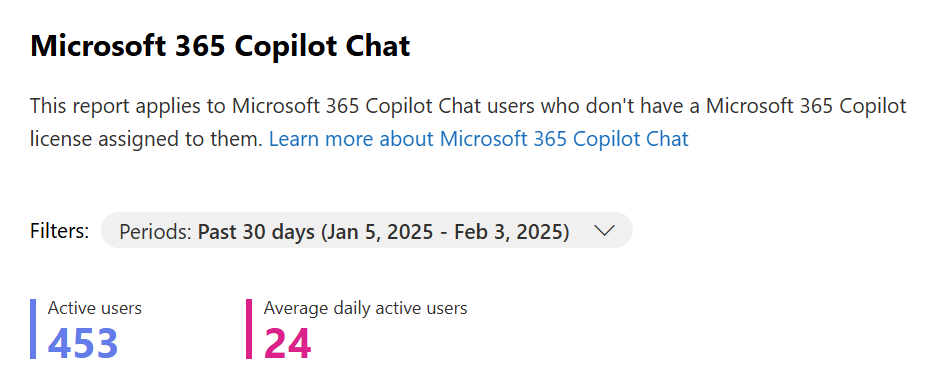 Microsoft 365 Copilot Chat
This report applies to Microsoft 365 Copilot Chat users who don't have a Microsoft 365 Copilot
license assigned to them. Learn more about Microsoft 365 Copilot Chat
Filters: Periods: Past 30 days (Jan 5, 2025 - Feb 3, 2025)
Active users Average daily active users
453 24